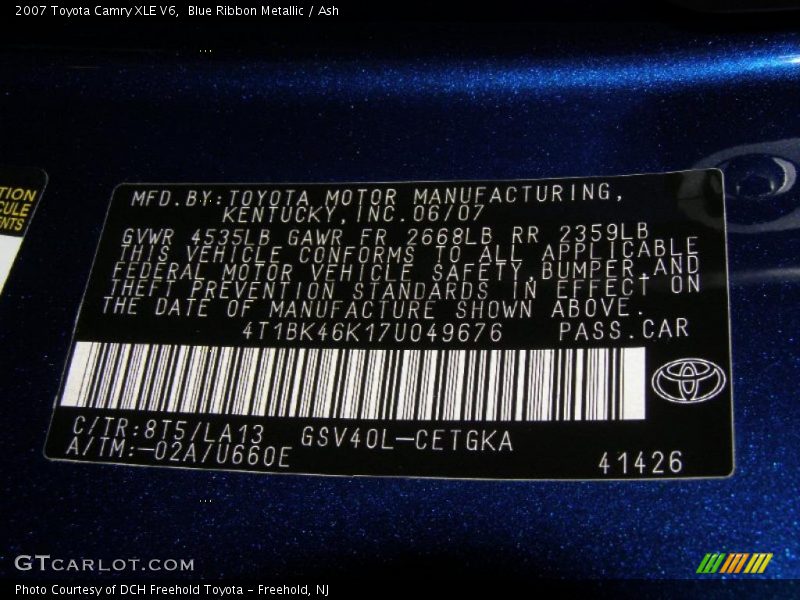 2007 Toyota Camry XLE V6,  Blue Ribbon Metallic / Ash
TION
CULE
NTS
MFD.BY:TOYOTA MOTOR MANUFACTURING,
KENTUCKY,INC.06/07
GVWR 4535LB GAWR FR 2668LB RR 2359LB
THIS VEHICLE CONFORMS TO ALL APPLICABLE
FEDERAL MOTOR VEHICLE SAFETY,BUMPER,AND
THEFT PREVENTION STANDARDS IN EFFECT ON
THE DATE OF MANUFACTURE SHOWN ABOVE.
4T1BK46K17U049676 PASS.CAR
C/TR:8T5/LA13 GSV40L-CETGKA
A/TM:-02A/U660E
41426
GTCARLOT.COM
Photo Courtesy of DCH Freehold Toyota - Freehold, NJ